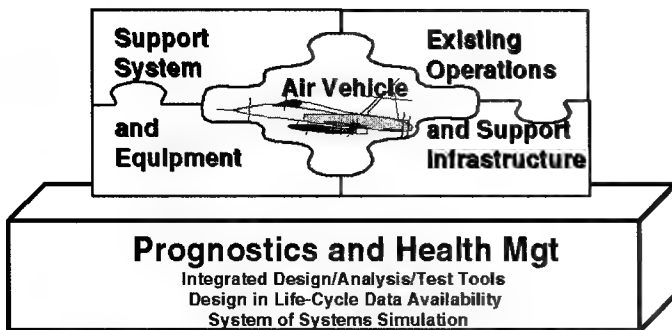 Support
System
and
Equipment
Air Vehicle
Existing
Operations
and Support
Infrastructure
Prognostics and Health Mgt
Integrated Design/Analysis/Test Tools
Design in Life-Cycle Data Availability
System of Systems Simulation